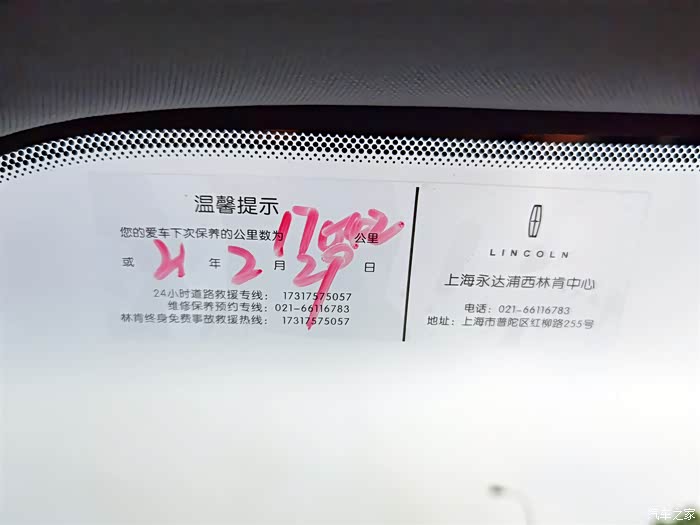 温馨提示
您的爱车下次保养的公里数为 公里
或 21 年 2 月 29 日
24小时道路救援专线： 17317575057
维修保养预约专线：021-66116783
林肯终身免费事故救援热线： 17317575057
LINCOLN
上海永达浦西林肯中心
电话：021-66116783
地址：上海市普陀区红柳路255号
汽车之家